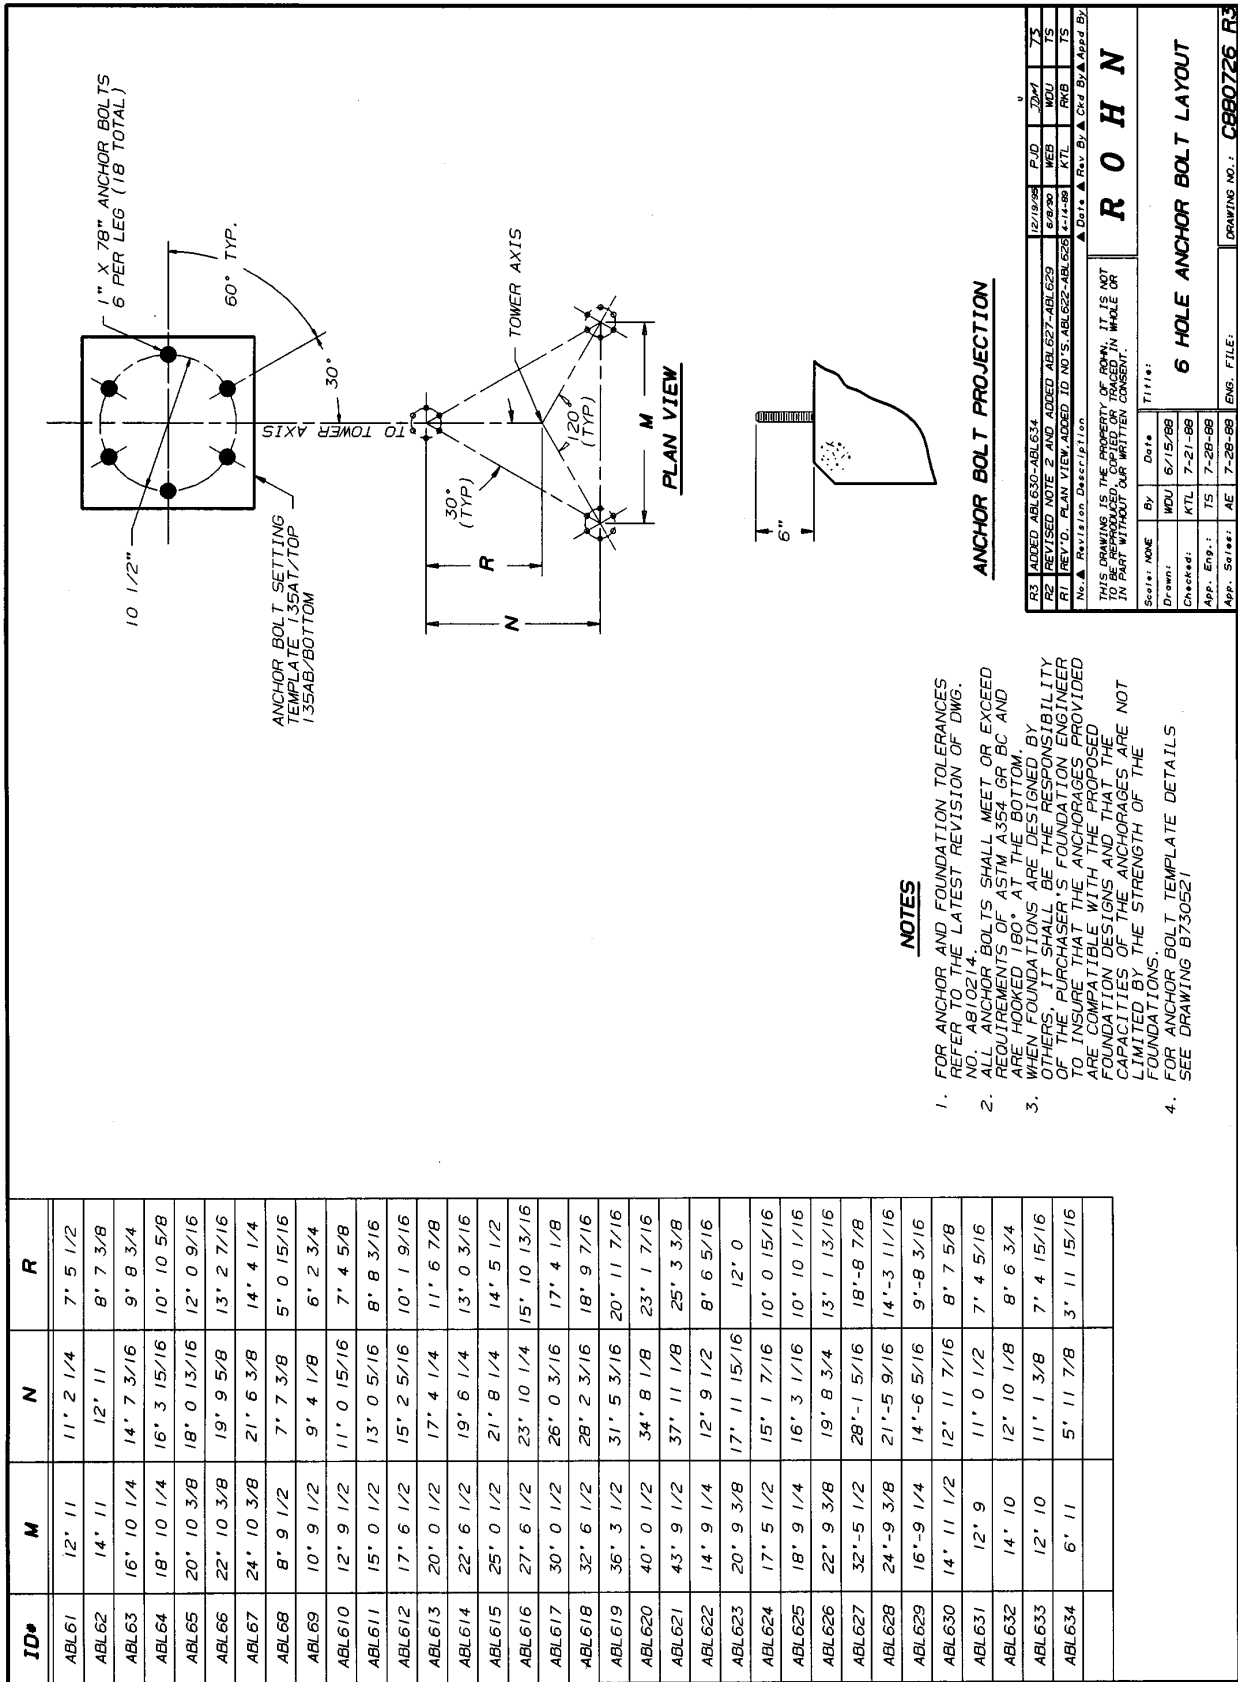 ID# M N R
ABL61 12' 11 11' 2 1/4 7' 5 1/2
ABL62 14' 11 12' 11 8' 7 3/8
ABL63 16' 10 1/4 14' 7 3/16 9' 8 3/4
ABL64 18' 10 1/4 16' 3 15/16 10' 10 5/8
ABL65 20' 10 3/8 18' 0 13/16 12' 0 9/16
ABL66 22' 10 3/8 19' 9 5/8 13' 2 7/16
ABL67 24' 10 3/8 21' 6 3/8 14' 4 1/4
ABL68 8' 9 1/2 7' 7 3/8 5' 0 15/16
ABL69 10' 9 1/2 9' 4 1/8 6' 2 3/4
ABL610 12' 9 1/2 11' 0 15/16 7' 4 5/8
ABL611 15' 0 1/2 13' 0 5/16 8' 8 3/16
ABL612 17' 6 1/2 15' 2 5/16 10' 1 9/16
ABL613 20' 0 1/2 17' 4 1/4 11' 6 7/8
ABL614 22' 6 1/2 19' 6 1/4 13' 0 3/16
ABL615 25' 0 1/2 21' 8 1/4 14' 5 1/2
ABL616 27' 6 1/2 23' 10 1/4 15' 10 13/16
ABL617 30' 0 1/2 26' 0 3/16 17' 4 1/8
ABL618 32' 6 1/2 28' 2 3/16 18' 9 7/16
ABL619 36' 3 1/2 31' 5 3/16 20' 11 7/16
ABL620 40' 0 1/2 34' 8 1/8 23' 1 7/16
ABL621 43' 9 1/2 37' 11 1/8 25' 3 3/8
ABL622 14' 9 1/4 12' 9 1/2 8' 6 5/16
ABL623 20' 9 3/8 17' 11 15/16 12' 0
ABL624 17' 5 1/2 15' 1 7/16 10' 0 15/16
ABL625 18' 9 1/4 16' 3 1/16 10' 10 1/16
ABL626 22' 9 3/8 19' 8 3/4 13' 1 13/16
ABL627 32'-5 1/2 28'-1 5/16 18'-8 7/8
ABL628 24'-9 3/8 21'-5 9/16 14'-3 11/16
ABL629 16'-9 1/4 14'-6 5/16 9'-8 3/16
ABL630 14' 11 1/2 12' 11 7/16 8' 7 5/8
ABL631 12' 9 11' 0 1/2 7' 4 5/16
ABL632 14' 10 12' 10 1/8 8' 6 3/4
ABL633 12' 10 11' 1 3/8 7' 4 15/16
ABL634 6' 11 5' 11 7/8 3' 11 15/16
10 1/2"
1" X 78" ANCHOR BOLTS
6 PER LEG (18 TOTAL)
60° TYP.
30°
TO TOWER AXIS
ANCHOR BOLT SETTING
TEMPLATE 135AT/TOP
135AB/BOTTOM
30°
(TYP)
TOWER AXIS
120°
(TYP)
R
N
M
PLAN VIEW
6"
ANCHOR BOLT PROJECTION
NOTES
1. FOR ANCHOR AND FOUNDATION TOLERANCES
REFER TO THE LATEST REVISION OF DWG.
NO. A810214.
2. ALL ANCHOR BOLTS SHALL MEET OR EXCEED
REQUIREMENTS OF ASTM A354 GR BC AND
ARE HOOKED 180° AT THE BOTTOM.
3. WHEN FOUNDATIONS ARE DESIGNED BY
OTHERS, IT SHALL BE THE RESPONSIBILITY
OF THE PURCHASER'S FOUNDATION ENGINEER
TO INSURE THAT THE ANCHORAGES PROVIDED
ARE COMPATIBLE WITH THE PROPOSED
FOUNDATION DESIGNS AND THAT THE
CAPACITIES OF THE ANCHORAGES ARE NOT
LIMITED BY THE STRENGTH OF THE
FOUNDATIONS.
4. FOR ANCHOR BOLT TEMPLATE DETAILS
SEE DRAWING B730521
R3 ADDED ABL630-ABL634 12/19/95 PJD JDM TS
R2 REVISED NOTE 2 AND ADDED ABL627-ABL629 6/8/90 WEB WDU TS
R1 REV'D. PLAN VIEW, ADDED ID NO'S. ABL622-ABL626 4-14-89 KTL RKB TS
No. ▲ Revision Description ▲ Date ▲ Rev By ▲ Ckd By ▲ Appd By
THIS DRAWING IS THE PROPERTY OF ROHN. IT IS NOT
TO BE REPRODUCED, COPIED OR TRACED IN WHOLE OR
IN PART WITHOUT OUR WRITTEN CONSENT.
ROHN
Scale: NONE By Date
Drawn: WDU 6/15/88
Checked: KTL 7-21-88
App. Eng.: TS 7-28-88
App. Sales: AE 7-28-88
Title:
6 HOLE ANCHOR BOLT LAYOUT
ENG. FILE:
DRAWING NO.: C880726 R3